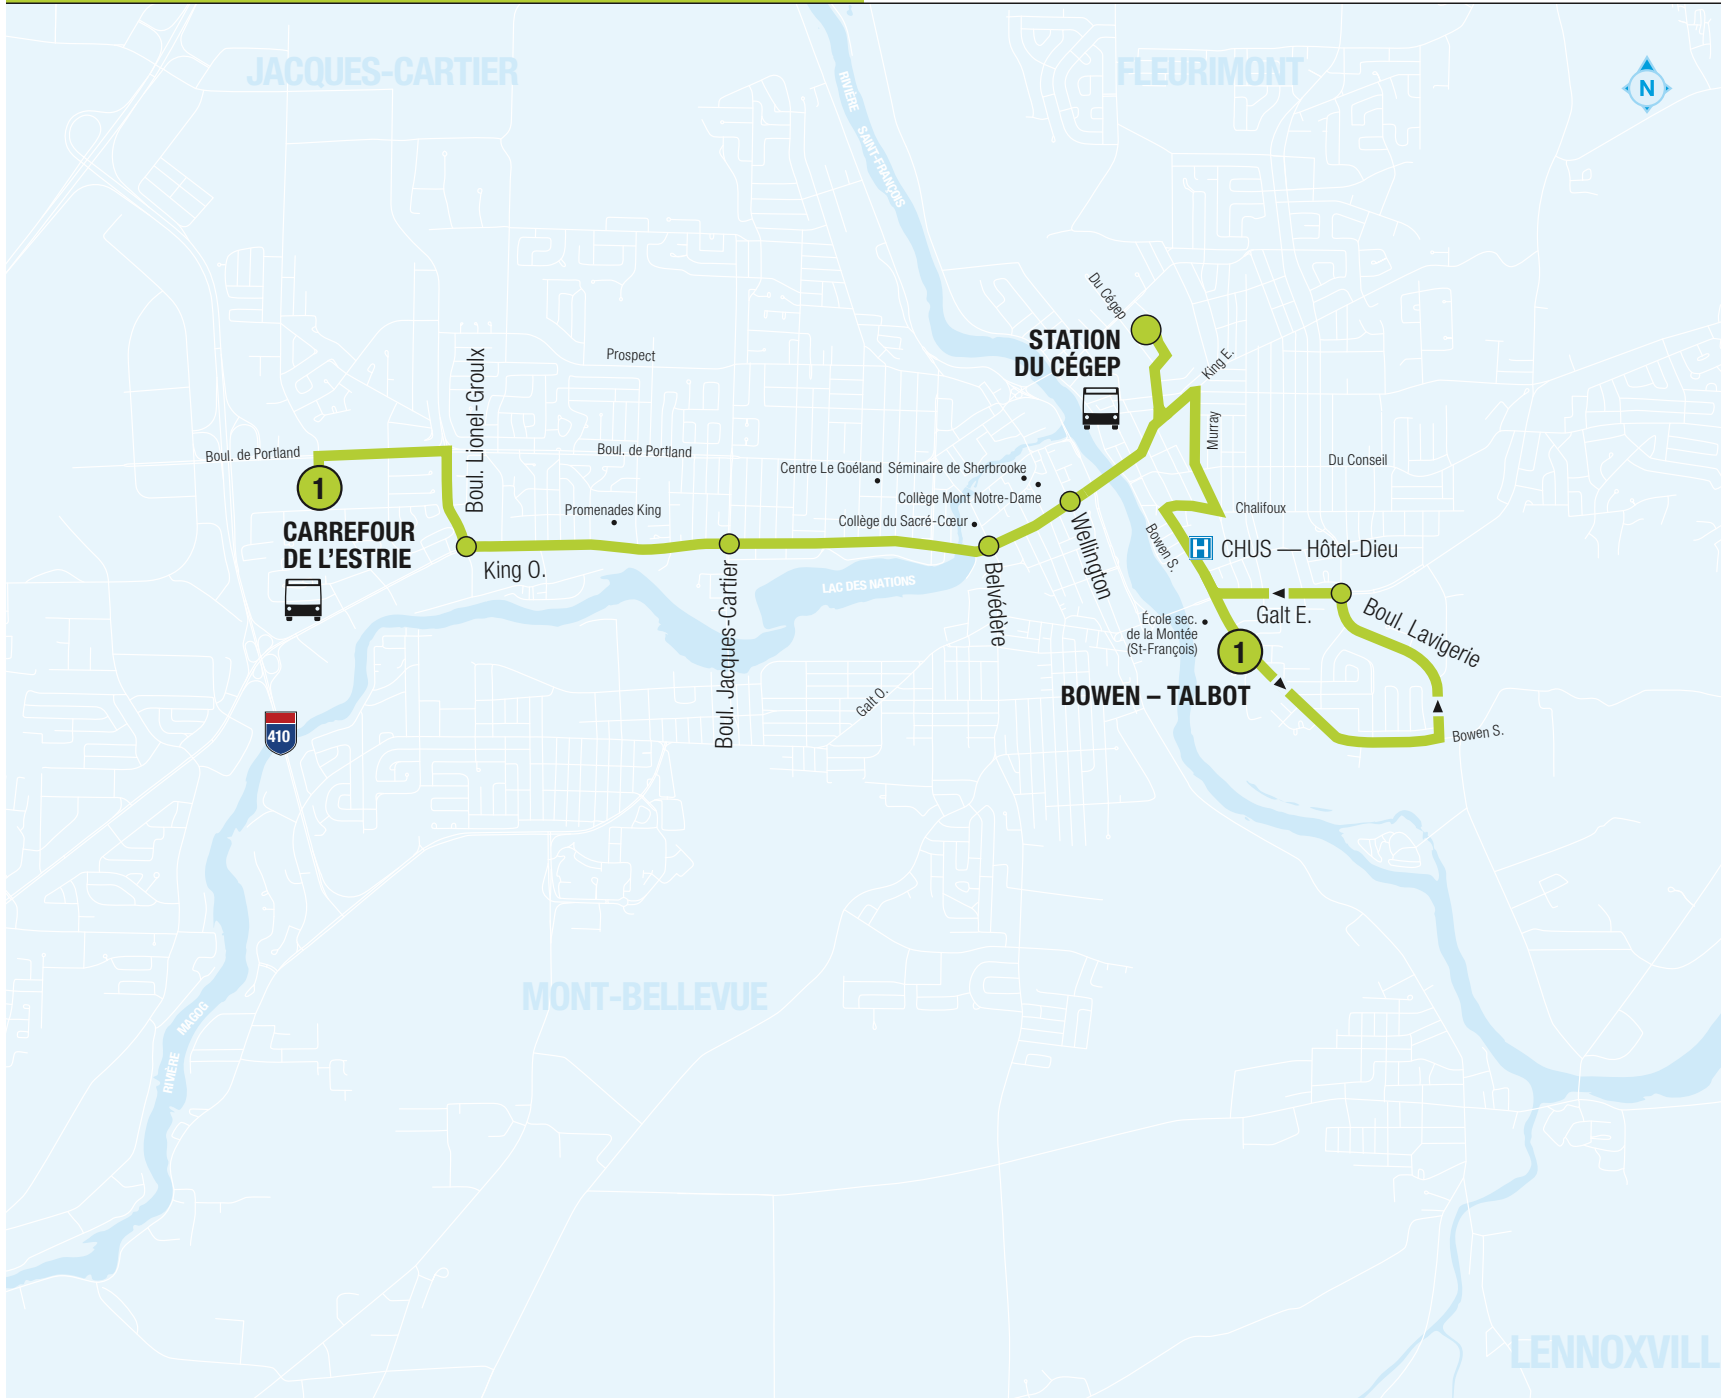 JACQUES-CARTIER
FLEURIMONT
N
RIVIÈRE SAINT-FRANÇOIS
Du Cégep
STATION
DU CÉGEP
King E.
Murray
Prospect
Boul. Lionel-Groulx
Boul. de Portland
Boul. de Portland
Du Conseil
1
CARREFOUR
DE L'ESTRIE
Centre Le Goéland
Séminaire de Sherbrooke
Collège Mont Notre-Dame
Promenades King
Collège du Sacré-Cœur
Chalifoux
Wellington
Bowen S.
H
CHUS — Hôtel-Dieu
King O.
Boul. Jacques-Cartier
LAC DES NATIONS
Belvédère
Galt E.
Boul. Lavigerie
École sec.
de la Montée
(St-François)
1
BOWEN – TALBOT
Galt O.
410
Bowen S.
MONT-BELLEVUE
RIVIÈRE MAGOG
LENNOXVILL